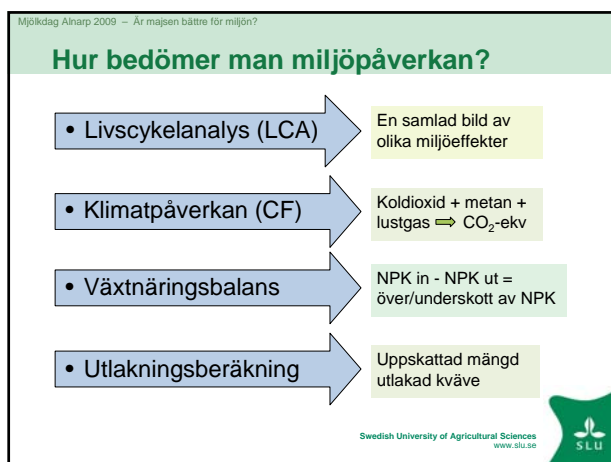 Mjölkdag Alnarp 2009 – Är majsen bättre för miljön?
Hur bedömer man miljöpåverkan?
• Livscykelanalys (LCA)
En samlad bild av
olika miljöeffekter
• Klimatpåverkan (CF)
Koldioxid + metan +
lustgas ⇒ CO₂-ekv
• Växtnäringsbalans
NPK in - NPK ut =
över/underskott av NPK
• Utlakningsberäkning
Uppskattad mängd
utlakad kväve
Swedish University of Agricultural Sciences
www.slu.se
SLU